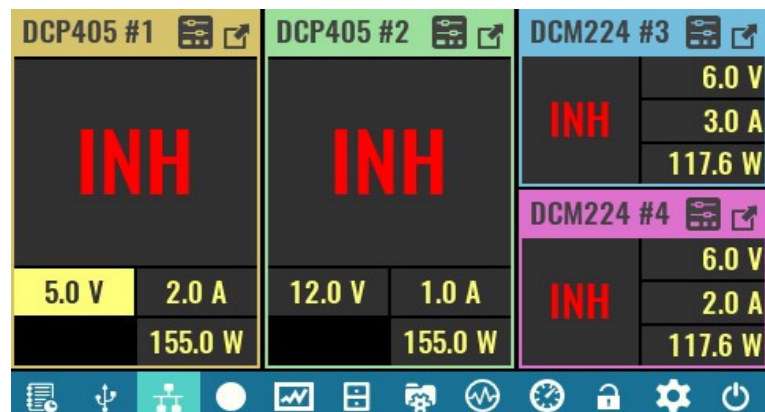 DCP405 #1
INH
5.0 V 2.0 A
155.0 W
DCP405 #2
INH
12.0 V 1.0 A
155.0 W
DCM224 #3
INH
6.0 V
3.0 A
117.6 W
DCM224 #4
INH
6.0 V
2.0 A
117.6 W